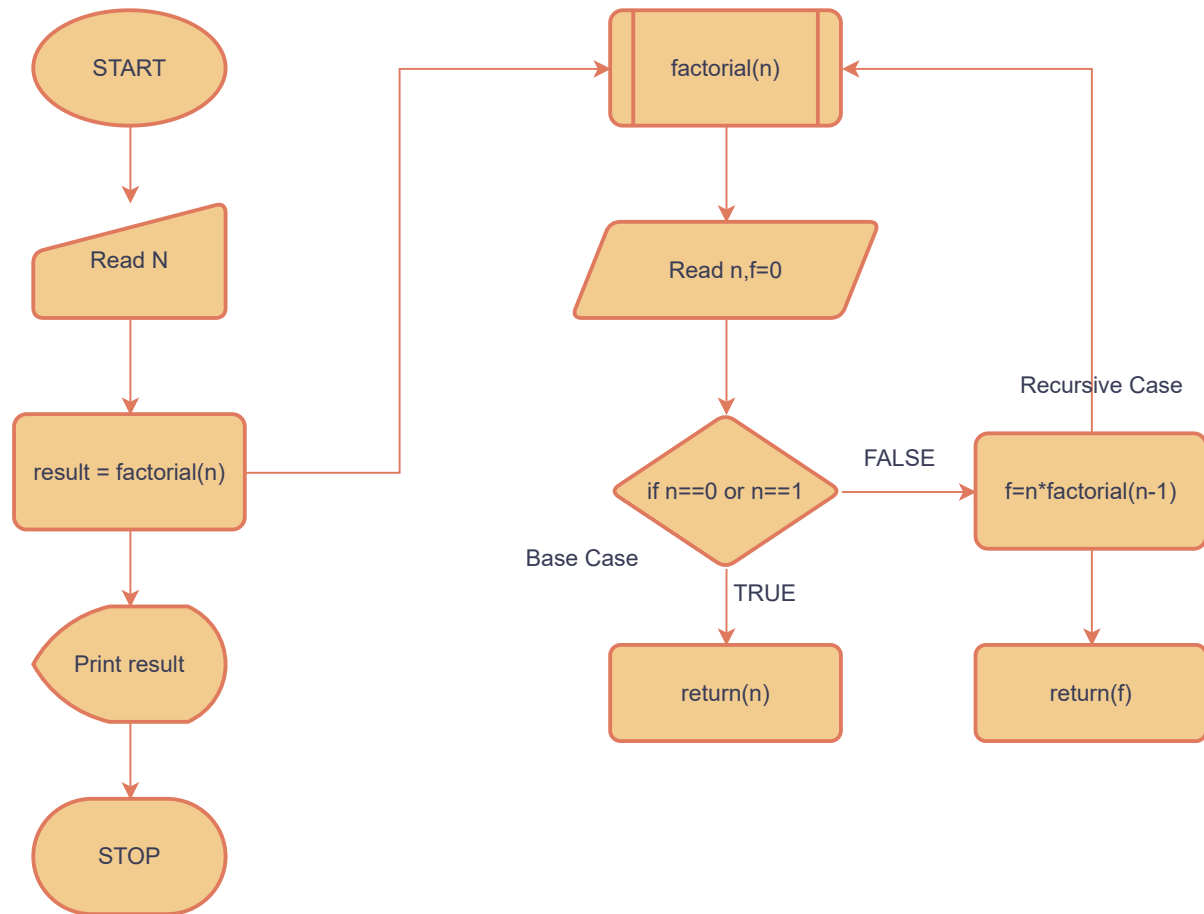 START
Read N
result = factorial(n)
Print result
STOP
factorial(n)
Read n,f=0
if n==0 or n==1
Base Case
TRUE
return(n)
FALSE
Recursive Case
f=n*factorial(n-1)
return(f)